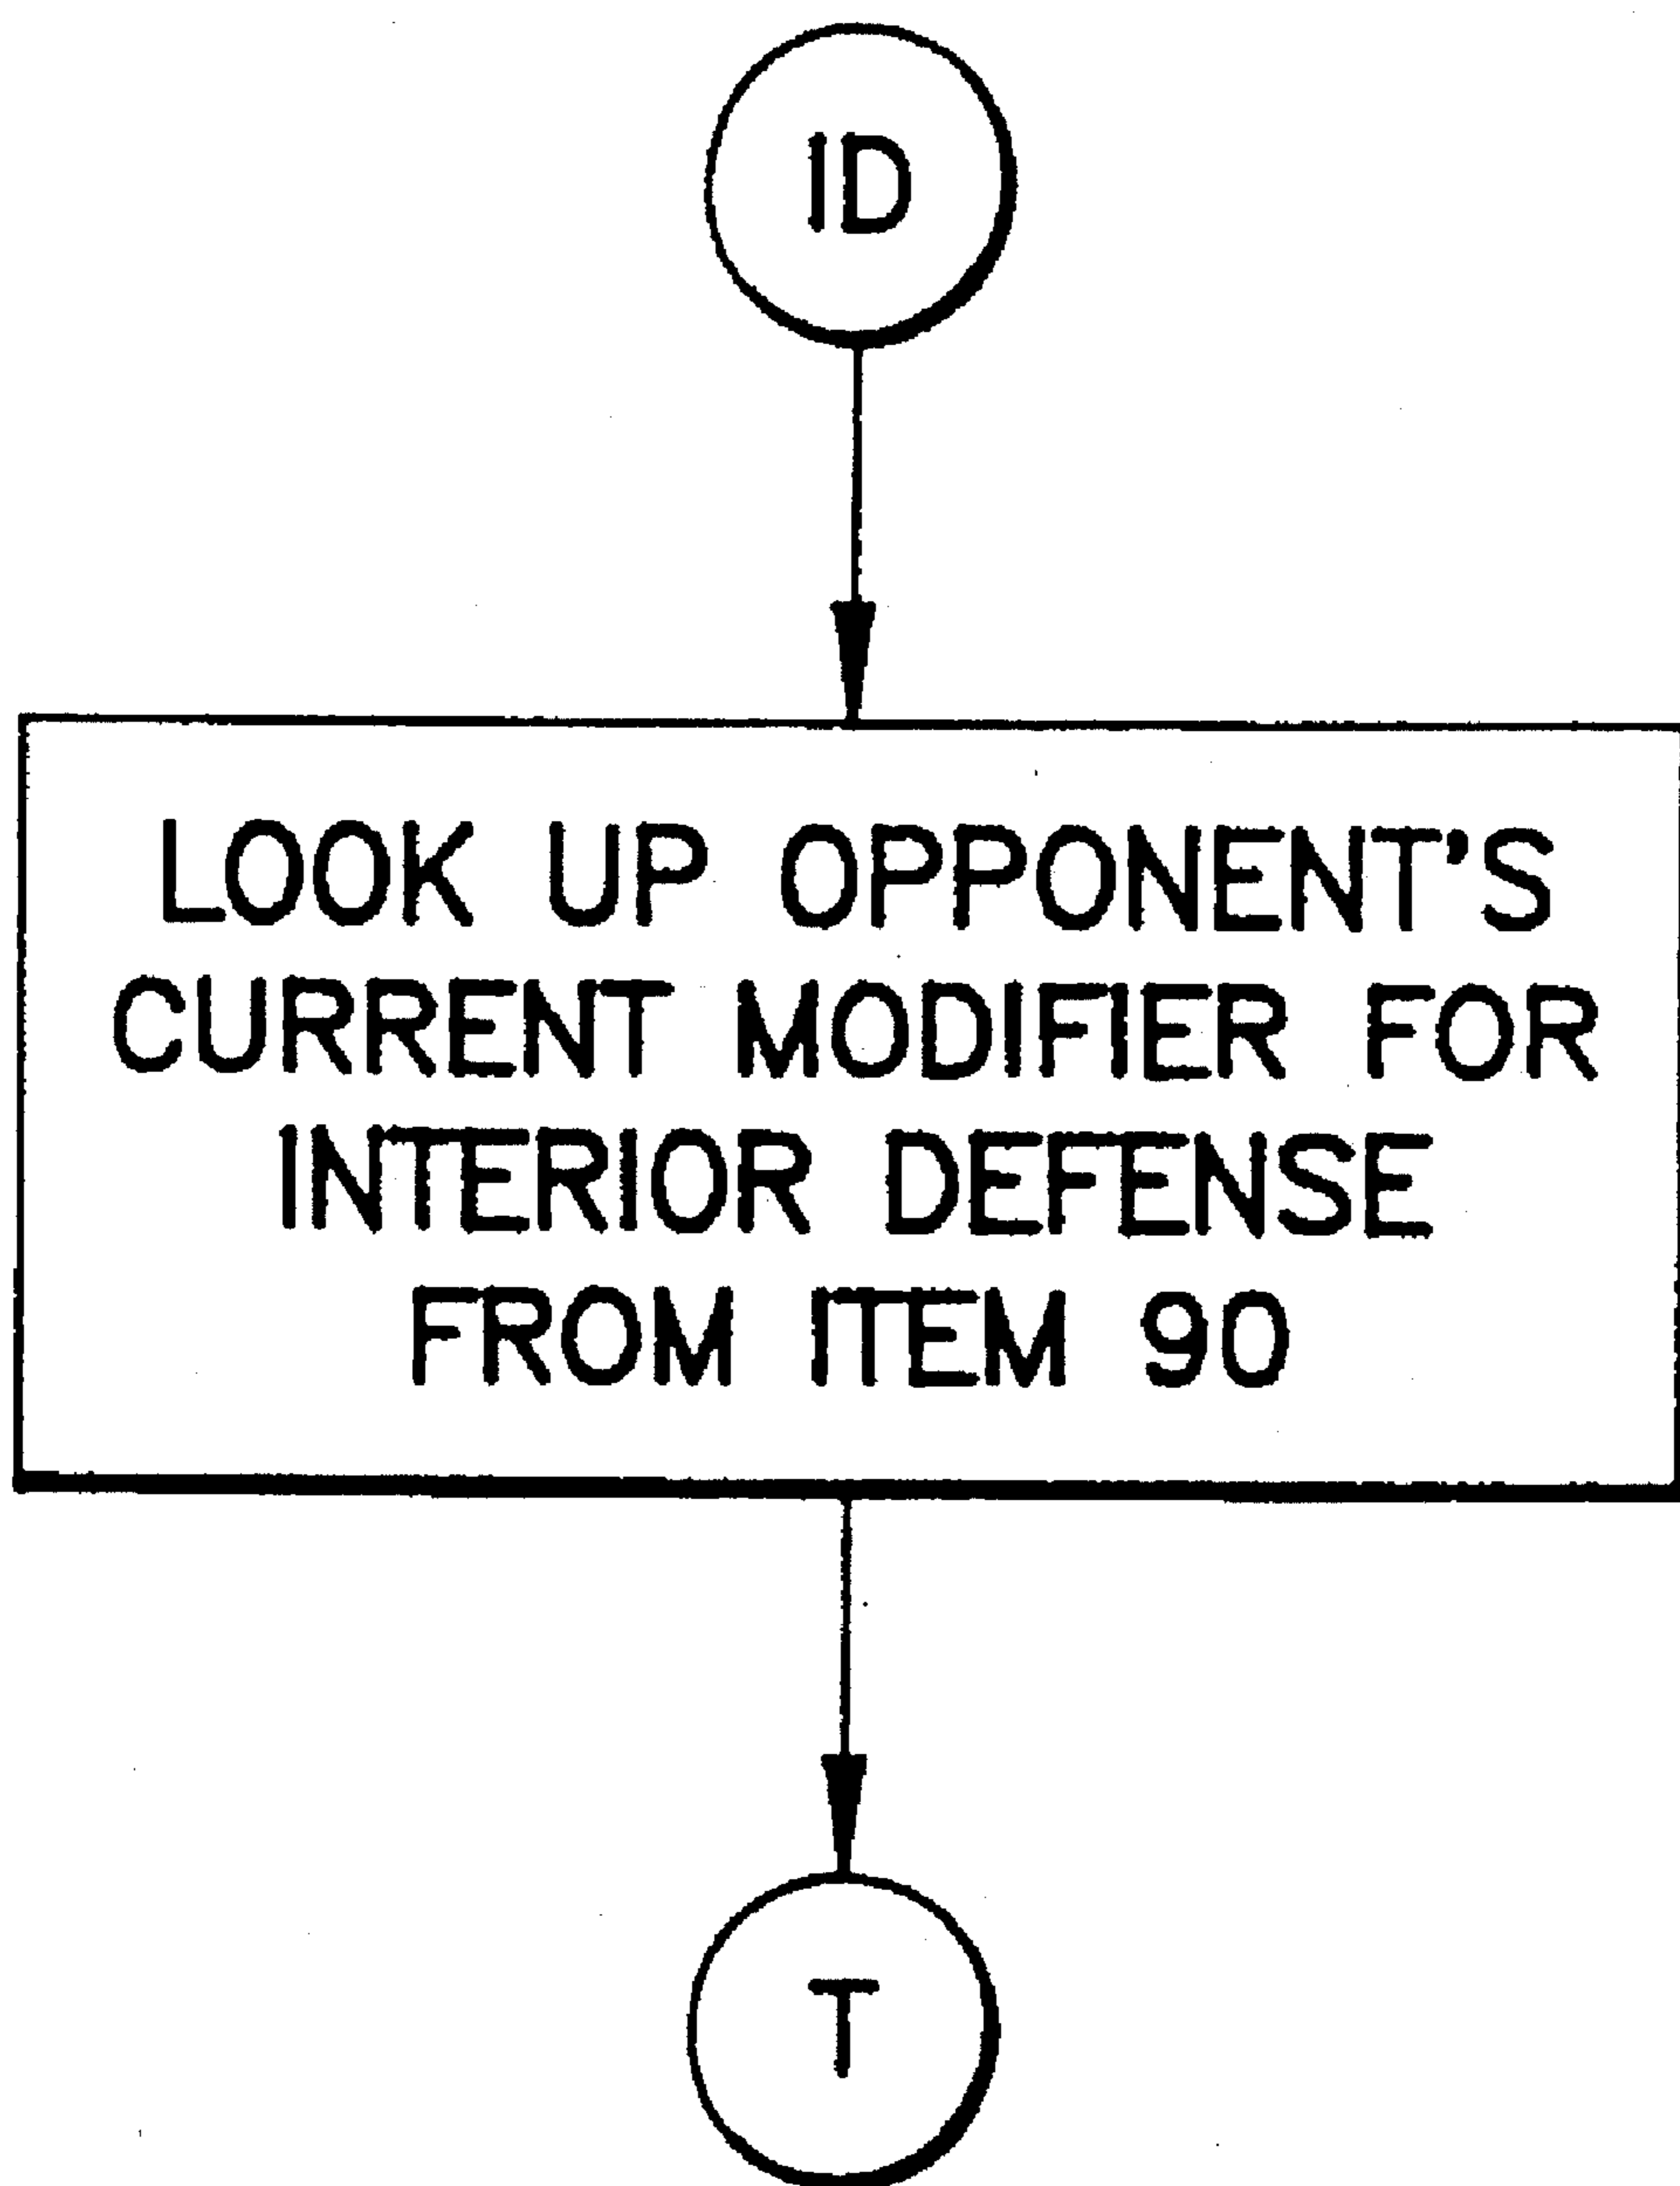 ID
LOOK UP OPPONENT'S
CURRENT MODIFIER FOR
INTERIOR DEFENSE
FROM ITEM 90
T